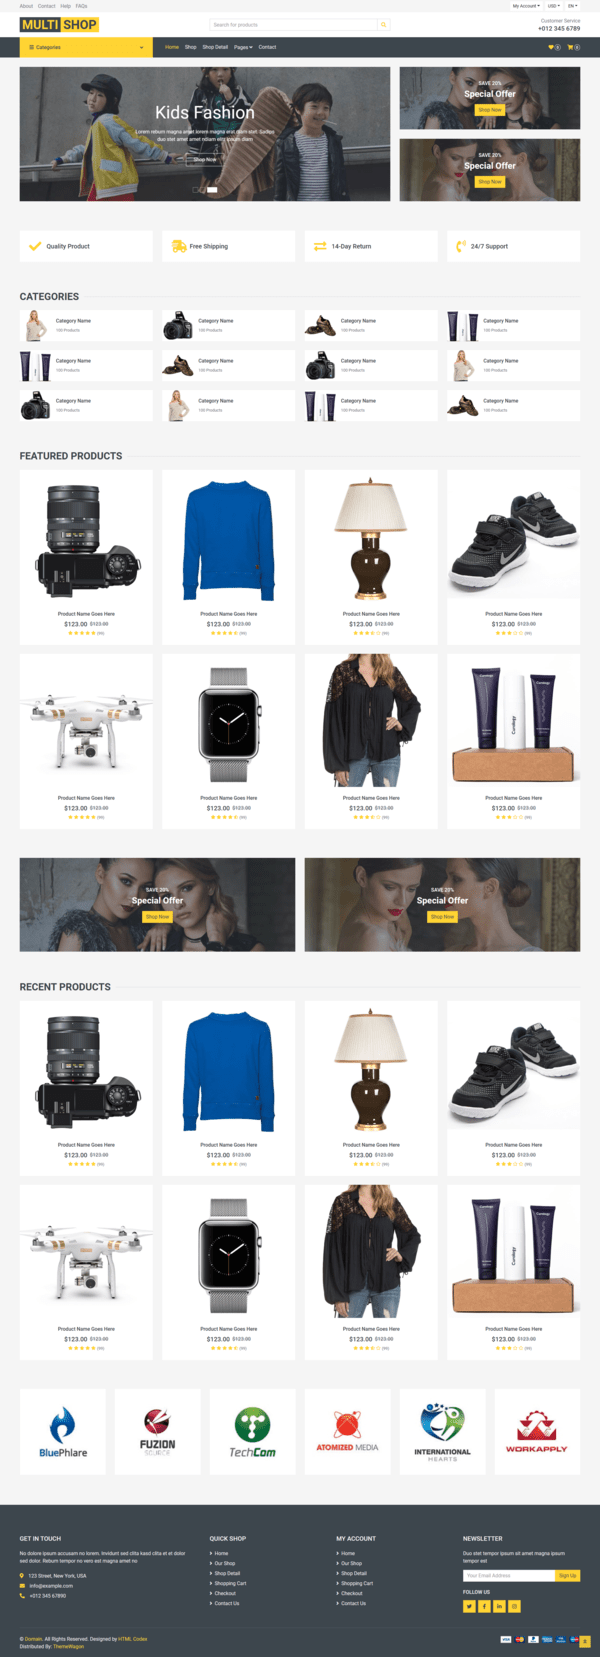 About Contact Help FAQs
My Account USD EN
MULTI SHOP
Search for products
Customer Service
+012 345 6789
Categories
Home Shop Shop Detail Pages Contact
0 0
Kids Fashion
Lorem rebum magna amet lorem magna erat diam stet. Sadips
duo stet amet amet ndiam elitr ipsum diam
Shop Now
SAVE 20%
Special Offer
Shop Now
SAVE 20%
Special Offer
Shop Now
Quality Product
Free Shipping
14-Day Return
24/7 Support
CATEGORIES
Category Name
100 Products
Category Name
100 Products
Category Name
100 Products
Category Name
100 Products
Category Name
100 Products
Category Name
100 Products
Category Name
100 Products
Category Name
100 Products
Category Name
100 Products
Category Name
100 Products
Category Name
100 Products
Category Name
100 Products
FEATURED PRODUCTS
Product Name Goes Here
$123.00 $123.00
(99)
Product Name Goes Here
$123.00 $123.00
(99)
Product Name Goes Here
$123.00 $123.00
(99)
Product Name Goes Here
$123.00 $123.00
(99)
Product Name Goes Here
$123.00 $123.00
(99)
Product Name Goes Here
$123.00 $123.00
(99)
Product Name Goes Here
$123.00 $123.00
(99)
Curology
Product Name Goes Here
$123.00 $123.00
(99)
SAVE 20%
Special Offer
Shop Now
SAVE 20%
Special Offer
Shop Now
RECENT PRODUCTS
Product Name Goes Here
$123.00 $123.00
(99)
Product Name Goes Here
$123.00 $123.00
(99)
Product Name Goes Here
$123.00 $123.00
(99)
Product Name Goes Here
$123.00 $123.00
(99)
Product Name Goes Here
$123.00 $123.00
(99)
Product Name Goes Here
$123.00 $123.00
(99)
Product Name Goes Here
$123.00 $123.00
(99)
Curology
Product Name Goes Here
$123.00 $123.00
(99)
BluePhlare
FUZION
SOURCE
TechCom
ATOMIZED MEDIA
INTERNATIONAL
HEARTS
WORKAPPLY
GET IN TOUCH
No dolore ipsum accusam no lorem. Invidunt sed clita kasd clita et et dolor
sed dolor. Rebum tempor no vero est magna amet no
123 Street, New York, USA
info@example.com
+012 345 67890
QUICK SHOP
Home
Our Shop
Shop Detail
Shopping Cart
Checkout
Contact Us
MY ACCOUNT
Home
Our Shop
Shop Detail
Shopping Cart
Checkout
Contact Us
NEWSLETTER
Duo stet tempor ipsum sit amet magna ipsum
tempor est
Your Email Address
Sign Up
FOLLOW US
© Domain. All Rights Reserved. Designed by HTML Codex
Distributed By: ThemeWagon
VISA